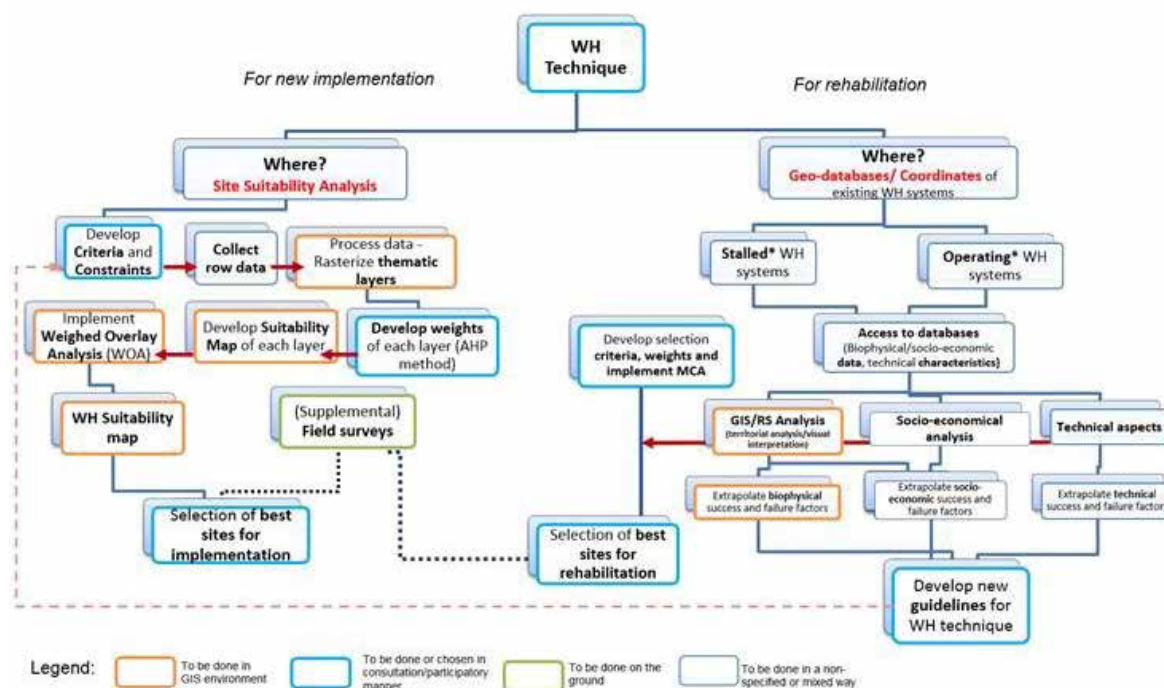 WH
Technique
For new implementation
For rehabilitation
Where?
Site Suitability Analysis
Where?
Geo-databases/ Coordinates of
existing WH systems
Develop
Criteria and
Constraints
Collect
row data
Process data -
Rasterize thematic
layers
Stalled* WH
systems
Operating* WH
systems
Implement
Weighed Overlay
Analysis (WOA)
Develop Suitability
Map of each layer
Develop weights
of each layer (AHP
method)
Develop selection
criteria, weights and
implement MCA
Access to databases
(Biophysical/socio-economic
data, technical characteristics)
WH Suitability
map
(Supplemental)
Field surveys
GIS/RS Analysis
(territorial analysis/visual
interpretation)
Socio-economical
analysis
Technical aspects
Extrapolate biophysical
success and failure factors
Extrapolate socio-
economic success and
failure factors
Extrapolate technical
success and failure factors
Selection of best
sites for
implementation
Selection of best
sites for
rehabilitation
Develop new
guidelines for
WH technique
Legend:
To be done in
GIS environment
To be done or chosen in
consultation/participatory
manner
To be done on the
ground
To be done in a non-
specified or mixed way